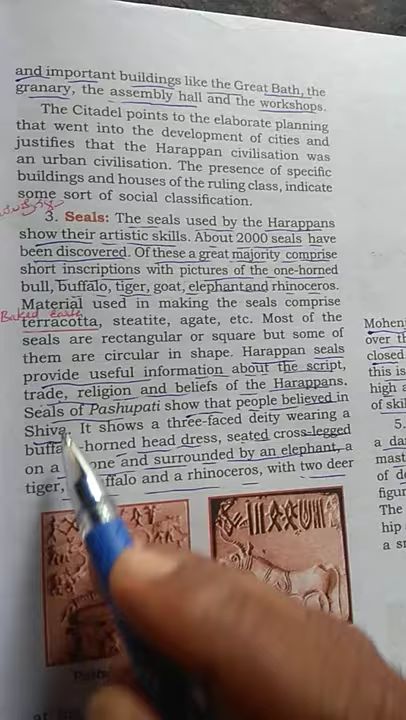 and important buildings like the Great Bath, the
granary, the assembly hall and the workshops.
The Citadel points to the elaborate planning
that went into the development of cities and
justifies that the Harappan civilisation was
an urban civilisation. The presence of specific
buildings and houses of the ruling class, indicate
some sort of social classification.
3. Seals: The seals used by the Harappans
show their artistic skills. About 2000 seals have
been discovered. Of these a great majority comprise
short inscriptions with pictures of the one-horned
bull, buffalo, tiger, goat, elephantand rhinoceros.
Material used in making the seals comprise
Baked
terracotta, steatite, agate, etc. Most of the
seals are rectangular or square but some of
them are circular in shape. Harappan seals
provide useful information about the script,
trade, religion and beliefs of the Harappans.
Seals of Pashupati show that people believed in
Shiva. It shows a three-faced deity wearing a
-horned head dress, seated cross-legged
on a and surrounded by an elephant, a
tiger, and a rhinoceros, with two deer
Mohen
over th
closed
this is
high a
of skil
5.
a da
mast
of de
figur
The
hip
a sm